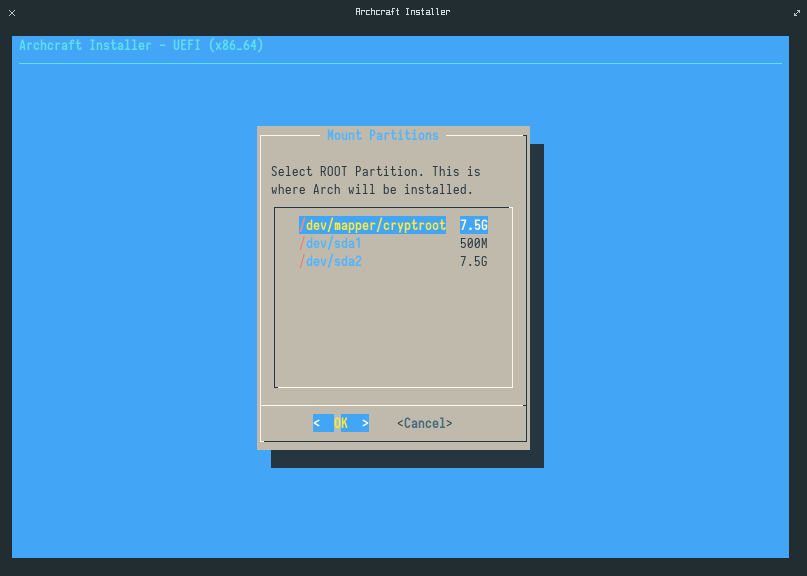 Archcraft Installer
Archcraft Installer - UEFI (x86_64)
Mount Partitions
Select ROOT Partition. This is
where Arch will be installed.
/dev/mapper/cryptroot 7.5G
/dev/sda1 500M
/dev/sda2 7.5G
< OK > <Cancel>